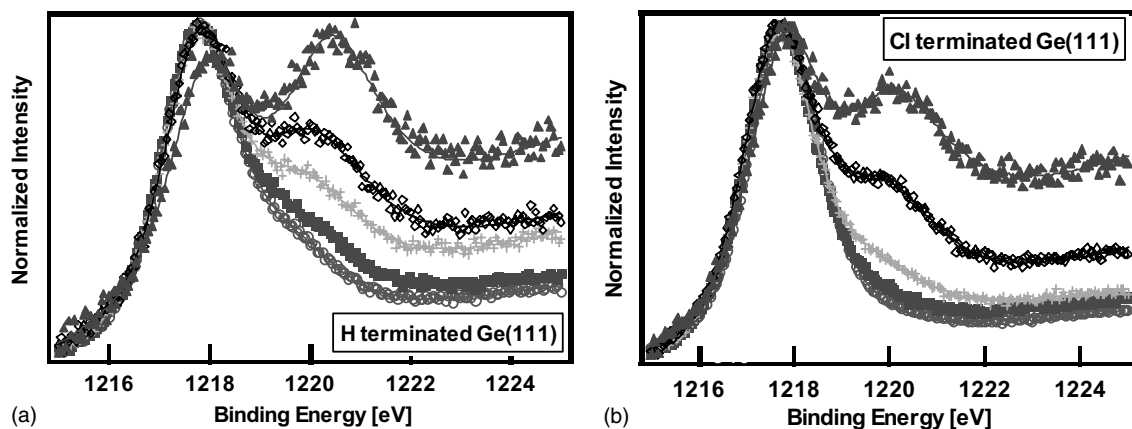 Normalized Intensity
H terminated Ge(111)
1216 1218 1220 1222 1224
(a) Binding Energy [eV]
Normalized Intensity
Cl terminated Ge(111)
1216 1218 1220 1222 1224
(b) Binding Energy [eV]